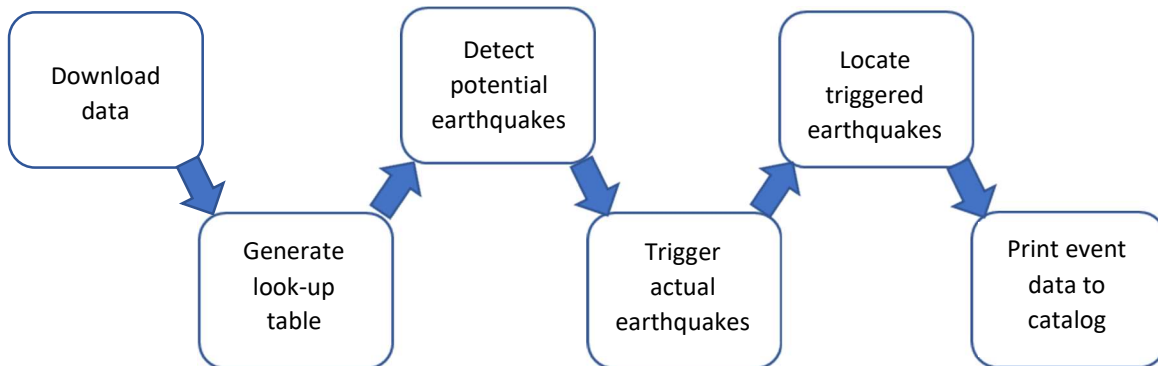 Download
data
Generate
look-up
table
Detect
potential
earthquakes
Trigger
actual
earthquakes
Locate
triggered
earthquakes
Print event
data to
catalog